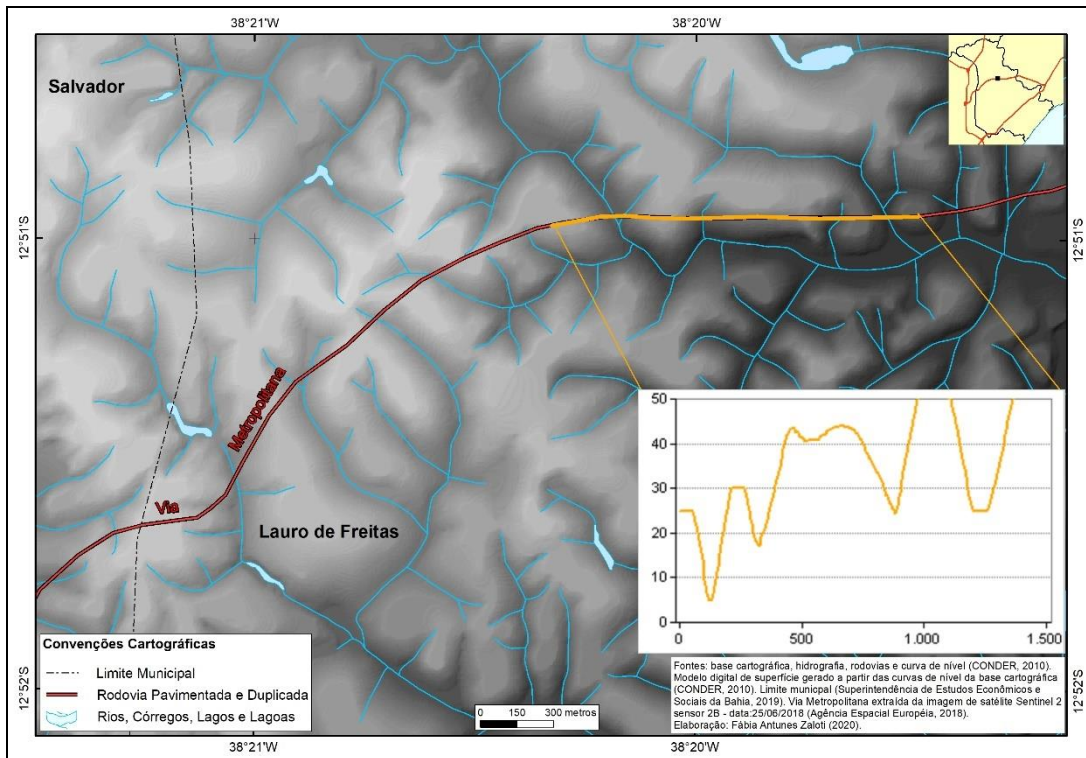 38°21'W
38°20'W
Salvador
12°51'S
12°51'S
Metropolitana
Via
Lauro de Freitas
50
40
30
20
10
0
0
500
1.000
1.500
Convenções Cartográficas
Limite Municipal
Rodovia Pavimentada e Duplicada
Rios, Córregos, Lagos e Lagoas
0
150
300 metros
Fontes: base cartográfica, hidrografia, rodovias e curva de nível (CONDER, 2010).
Modelo digital de superfície gerado a partir das curvas de nível da base cartográfica
(CONDER, 2010). Limite municpal (Superintendência de Estudos Econômicos e
Sociais da Bahia, 2019). Via Metropolitana extraída da imagem de satélite Sentinel 2
sensor 2B - data:25/06/2018 (Agência Espacial Européia, 2018).
Elaboração: Fábia Antunes Zaloti (2020).
12°52'S
12°52'S
38°21'W
38°20'W